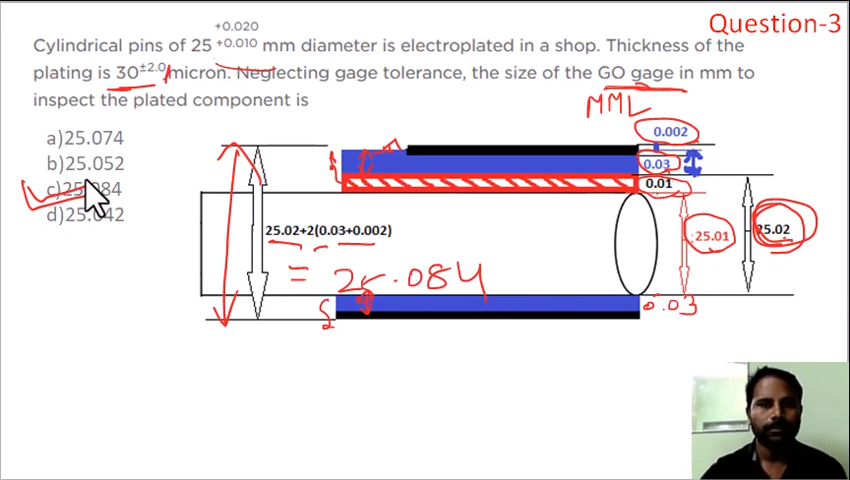 Question-3
+0.020
Cylindrical pins of 25 +0.010 mm diameter is electroplated in a shop. Thickness of the
plating is 30±2.0 micron. Neglecting gage tolerance, the size of the GO gage in mm to
inspect the plated component is
MML
a)25.074
b)25.052
c)25.084
d)25.042
0.002
0.03
0.01
25.01
25.02
25.02+2(0.03+0.002)
= 25.084
0.03